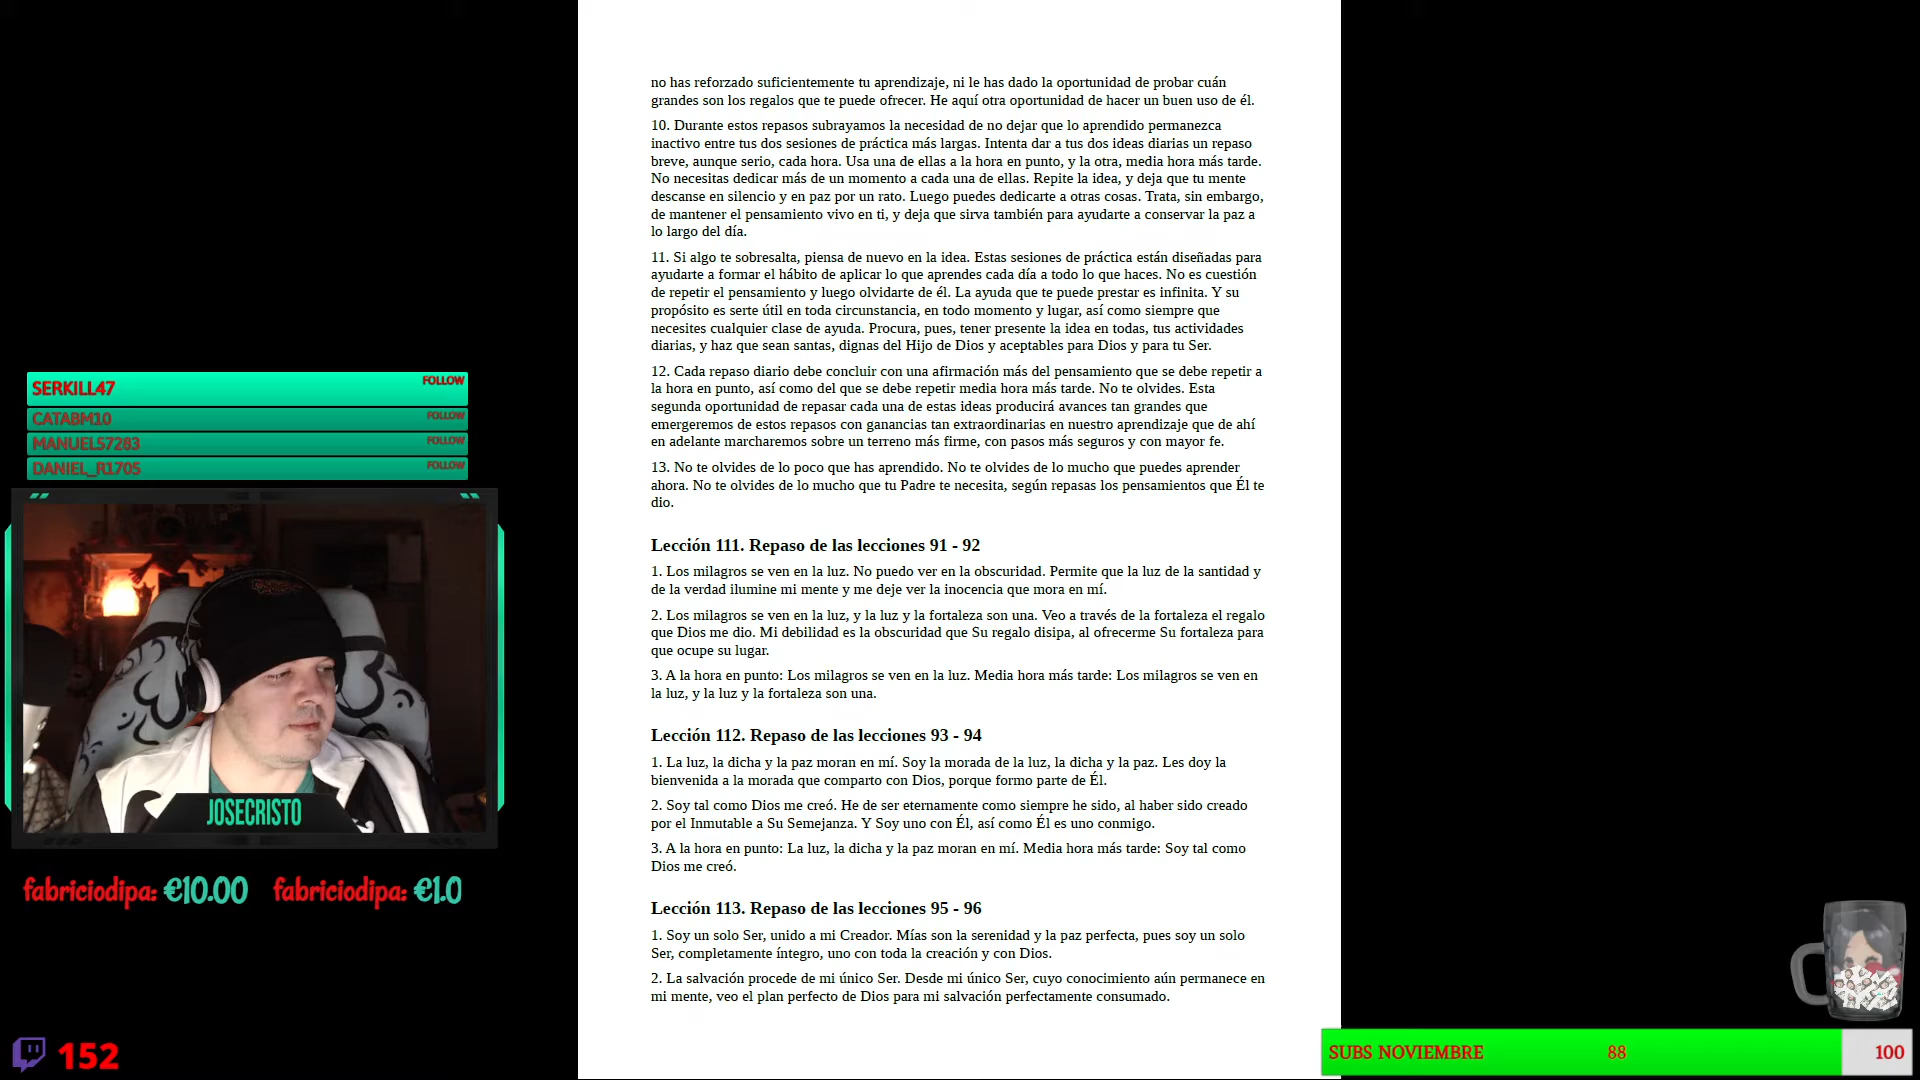 no has reforzado suficientemente tu aprendizaje, ni le has dado la oportunidad de probar cuán
grandes son los regalos que te puede ofrecer. He aquí otra oportunidad de hacer un buen uso de él.
10. Durante estos repasos subrayamos la necesidad de no dejar que lo aprendido permanezca
inactivo entre tus dos sesiones de práctica más largas. Intenta dar a tus dos ideas diarias un repaso
breve, aunque serio, cada hora. Usa una de ellas a la hora en punto, y la otra, media hora más tarde.
No necesitas dedicar más de un momento a cada una de ellas. Repite la idea, y deja que tu mente
descanse en silencio y en paz por un rato. Luego puedes dedicarte a otras cosas. Trata, sin embargo,
de mantener el pensamiento vivo en ti, y deja que sirva también para ayudarte a conservar la paz a
lo largo del día.
11. Si algo te sobresalta, piensa de nuevo en la idea. Estas sesiones de práctica están diseñadas para
ayudarte a formar el hábito de aplicar lo que aprendes cada día a todo lo que haces. No es cuestión
de repetir el pensamiento y luego olvidarte de él. La ayuda que te puede prestar es infinita. Y su
propósito es serte útil en toda circunstancia, en todo momento y lugar, así como siempre que
necesites cualquier clase de ayuda. Procura, pues, tener presente la idea en todas, tus actividades
diarias, y haz que sean santas, dignas del Hijo de Dios y aceptables para Dios y para tu Ser.
12. Cada repaso diario debe concluir con una afirmación más del pensamiento que se debe repetir a
la hora en punto, así como del que se debe repetir media hora más tarde. No te olvides. Esta
segunda oportunidad de repasar cada una de estas ideas producirá avances tan grandes que
emergeremos de estos repasos con ganancias tan extraordinarias en nuestro aprendizaje que de ahí
en adelante marcharemos sobre un terreno más firme, con pasos más seguros y con mayor fe.
13. No te olvides de lo poco que has aprendido. No te olvides de lo mucho que puedes aprender
ahora. No te olvides de lo mucho que tu Padre te necesita, según repasas los pensamientos que Él te
dio.
Lección 111. Repaso de las lecciones 91 - 92
1. Los milagros se ven en la luz. No puedo ver en la obscuridad. Permite que la luz de la santidad y
de la verdad ilumine mi mente y me deje ver la inocencia que mora en mí.
2. Los milagros se ven en la luz, y la luz y la fortaleza son una. Veo a través de la fortaleza el regalo
que Dios me dio. Mi debilidad es la obscuridad que Su regalo disipa, al ofrecerme Su fortaleza para
que ocupe su lugar.
3. A la hora en punto: Los milagros se ven en la luz. Media hora más tarde: Los milagros se ven en
la luz, y la luz y la fortaleza son una.
Lección 112. Repaso de las lecciones 93 - 94
1. La luz, la dicha y la paz moran en mí. Soy la morada de la luz, la dicha y la paz. Les doy la
bienvenida a la morada que comparto con Dios, porque formo parte de Él.
2. Soy tal como Dios me creó. He de ser eternamente como siempre he sido, al haber sido creado
por el Inmutable a Su Semejanza. Y Soy uno con Él, así como Él es uno conmigo.
3. A la hora en punto: La luz, la dicha y la paz moran en mí. Media hora más tarde: Soy tal como
Dios me creó.
Lección 113. Repaso de las lecciones 95 - 96
1. Soy un solo Ser, unido a mi Creador. Mías son la serenidad y la paz perfecta, pues soy un solo
Ser, completamente íntegro, uno con toda la creación y con Dios.
2. La salvación procede de mi único Ser. Desde mi único Ser, cuyo conocimiento aún permanece en
mi mente, veo el plan perfecto de Dios para mi salvación perfectamente consumado.
SERKILL47 FOLLOW
CATABM10 FOLLOW
MANUEL57283 FOLLOW
DANIEL_R1705 FOLLOW
JOSECRISTO
fabriciodipa: €10.00 fabriciodipa: €1.0
152
SUBS NOVIEMBRE 88 100